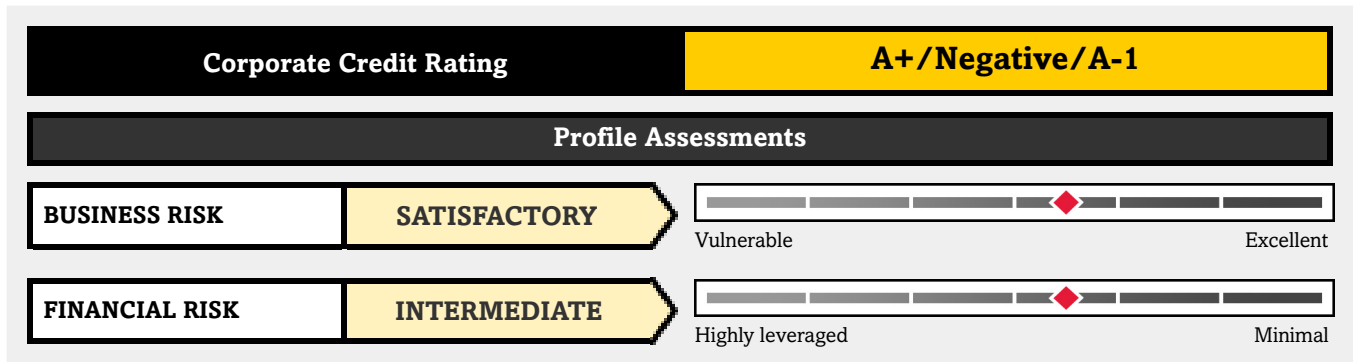 Corporate Credit Rating A+/Negative/A-1
Profile Assessments
BUSINESS RISK SATISFACTORY
Vulnerable Excellent
FINANCIAL RISK INTERMEDIATE
Highly leveraged Minimal